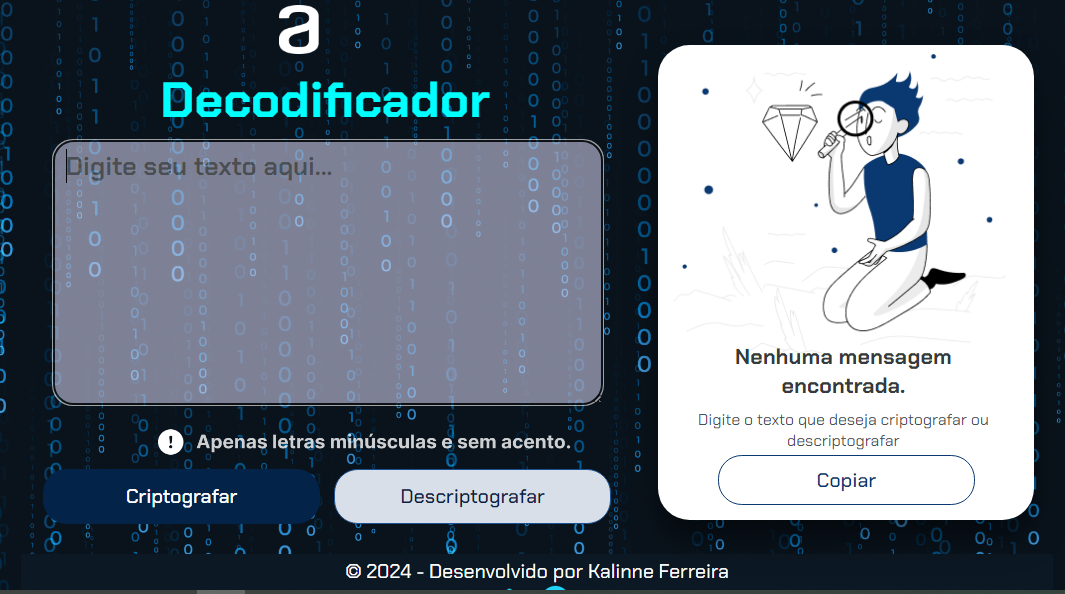 a
Decodificador
Digite seu texto aqui...
! Apenas letras minúsculas e sem acento.
Criptografar
Descriptografar
Nenhuma mensagem
encontrada.
Digite o texto que deseja criptografar ou
descriptografar
Copiar
© 2024 - Desenvolvido por Kalinne Ferreira